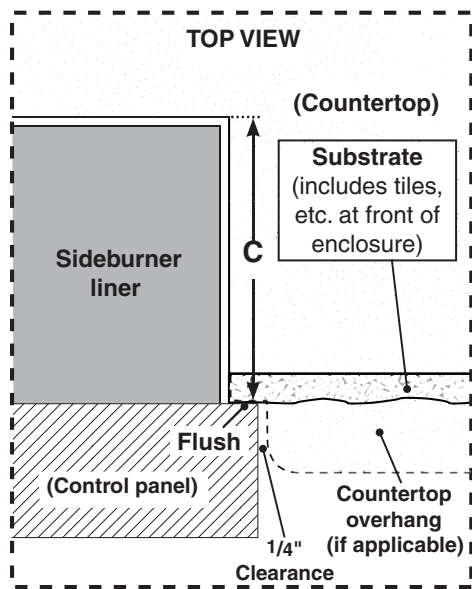 TOP VIEW
(Countertop)
Substrate
(includes tiles,
etc. at front of
enclosure)
Sideburner
liner
C
Flush
(Control panel)
Countertop
overhang
(if applicable)
1/4"
Clearance